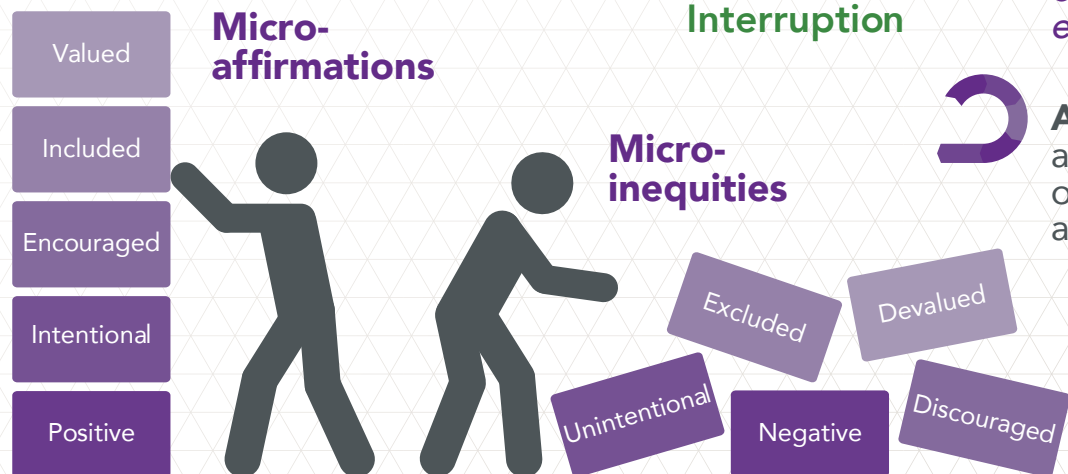 Micro-
affirmations
Valued
Included
Encouraged
Intentional
Positive
Interruption
Micro-
inequities
Excluded
Devalued
Unintentional
Negative
Discouraged